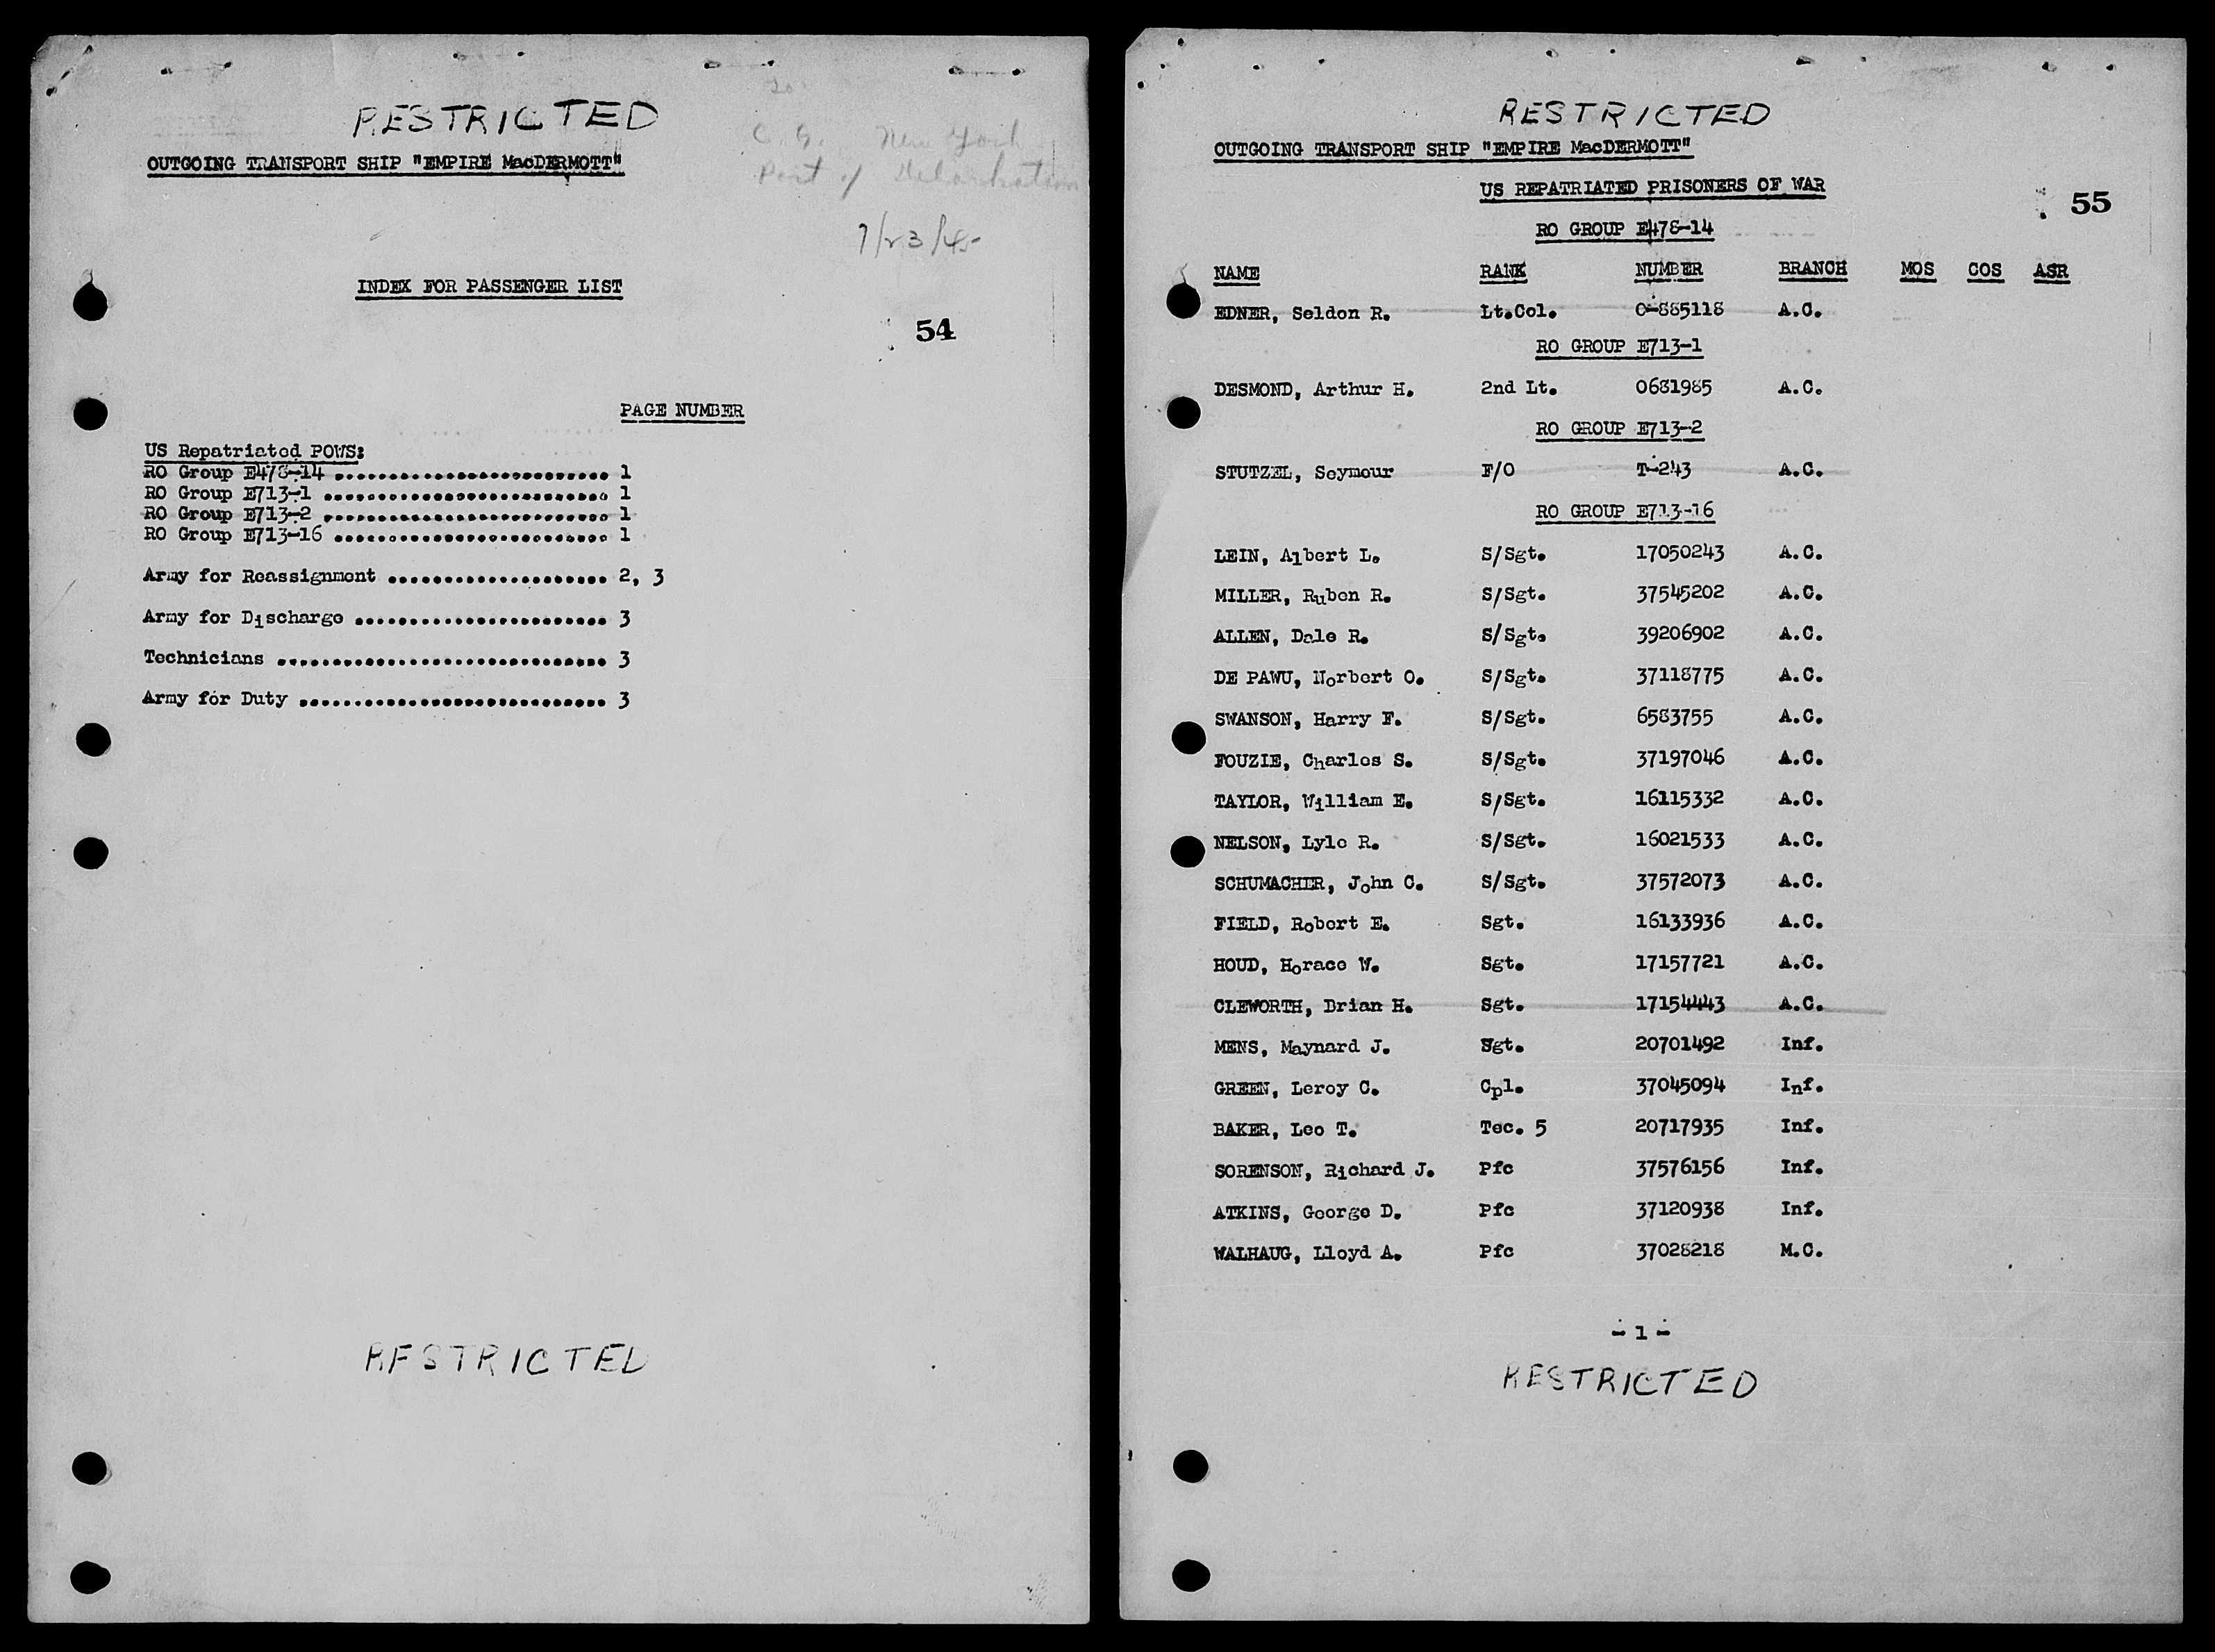 RESTRICTED
OUTGOING TRANSPORT SHIP "EMPIRE MacDERMOTT"
C. G. New York
Port of
7/23/45
INDEX FOR PASSENGER LIST
54
PAGE NUMBER
US Repatriated POWS:
RO Group E478-14 ......................... 1
RO Group E713-1 .......................... 1
RO Group E713-2 .......................... 1
RO Group E713-16 ......................... 1
Army for Reassignment .................... 2, 3
Army for Discharge ....................... 3
Technicians .............................. 3
Army for Duty ............................ 3
RESTRICTED
RESTRICTED
OUTGOING TRANSPORT SHIP "EMPIRE MacDERMOTT"
US REPATRIATED PRISONERS OF WAR
55
RO GROUP E478-14
NAME RANK NUMBER BRANCH MOS COS ASR
EDNER, Seldon R. Lt.Col. O-885118 A.C.
RO GROUP E713-1
DESMOND, Arthur H. 2nd Lt. 0681985 A.C.
RO GROUP E713-2
STUTZEL, Seymour F/O T-243 A.C.
RO GROUP E713-16
LEIN, Albert L. S/Sgt. 17050243 A.C.
MILLER, Ruben R. S/Sgt. 37545202 A.C.
ALLEN, Dale R. S/Sgt. 39206902 A.C.
DE PAWU, Norbert O. S/Sgt. 37118775 A.C.
SWANSON, Harry F. S/Sgt. 6583755 A.C.
FOUZIE, Charles S. S/Sgt. 37197046 A.C.
TAYLOR, William E. S/Sgt. 16115332 A.C.
NELSON, Lyle R. S/Sgt. 16021533 A.C.
SCHUMACHER, John C. S/Sgt. 37572073 A.C.
FIELD, Robert E. Sgt. 16133936 A.C.
HOUD, Horace W. Sgt. 17157721 A.C.
CLEWORTH, Brian H. Sgt. 17154443 A.C.
MENS, Maynard J. Sgt. 20701492 Inf.
GREEN, Leroy C. Cpl. 37045094 Inf.
BAKER, Leo T. Tec. 5 20717935 Inf.
SORENSON, Richard J. Pfc 37576156 Inf.
ATKINS, George D. Pfc 37120938 Inf.
WALHAUG, Lloyd A. Pfc 37028218 M.C.
- 1 -
RESTRICTED